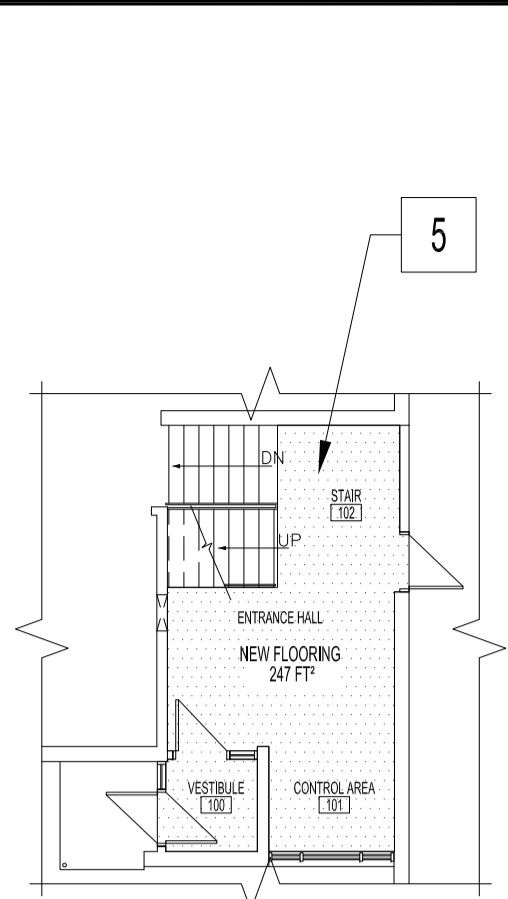 5
DN
STAIR
102
UP
ENTRANCE HALL
NEW FLOORING
247 FT²
VESTIBULE
100
CONTROL AREA
101